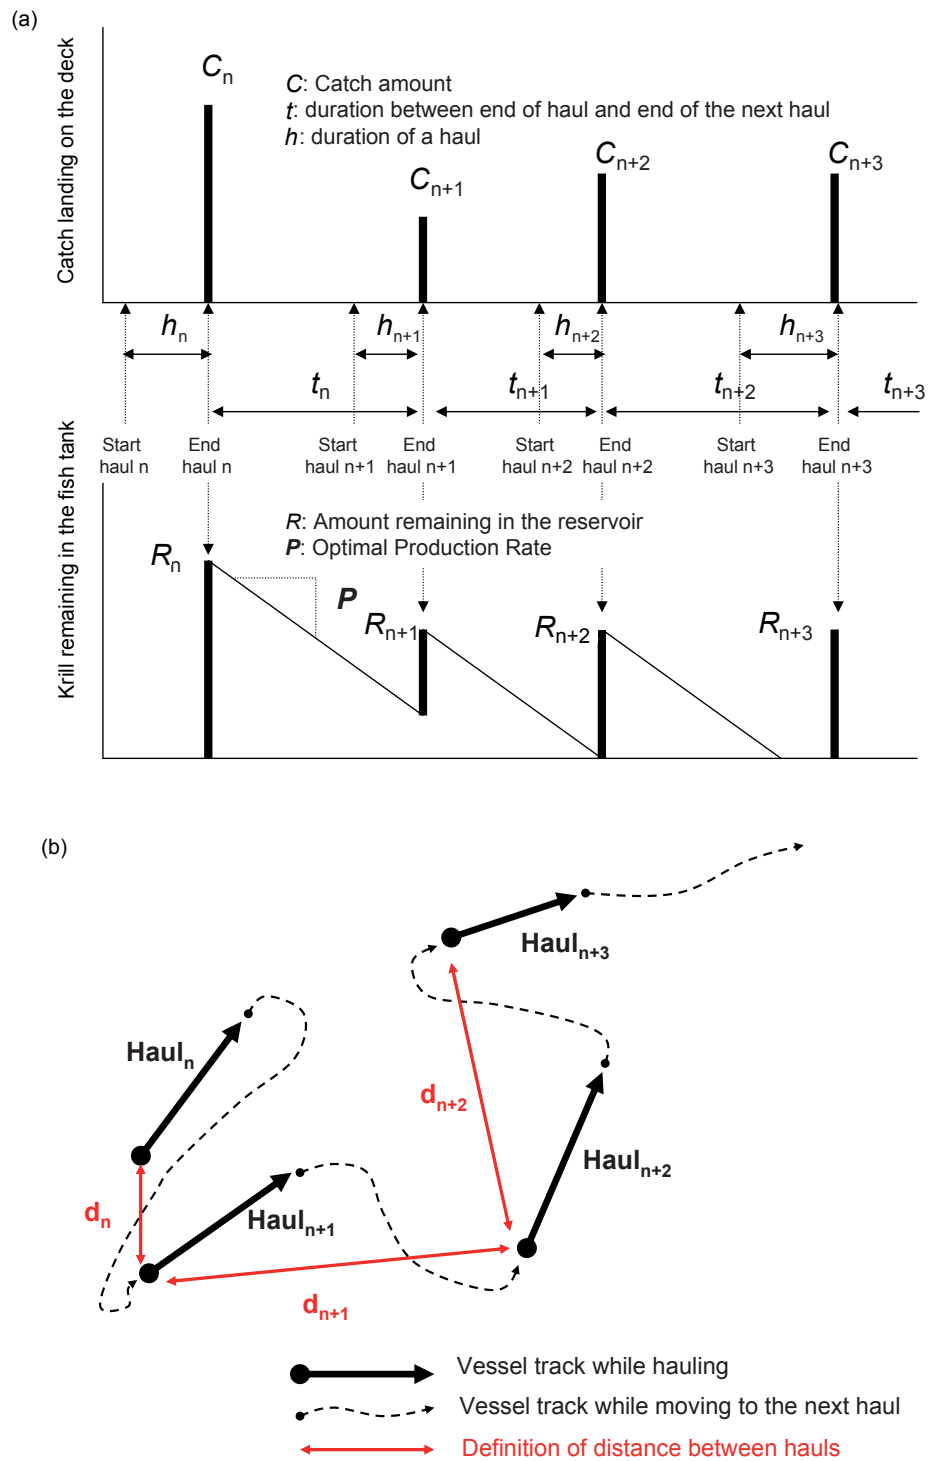 (a)
Catch landing on the deck
Cn
C: Catch amount
t: duration between end of haul and end of the next haul
h: duration of a haul
Cn+1
Cn+2
Cn+3
hn
hn+1
hn+2
hn+3
tn
tn+1
tn+2
tn+3
Start
haul n
End
haul n
Start
haul n+1
End
haul n+1
Start
haul n+2
End
haul n+2
Start
haul n+3
End
haul n+3
Krill remaining in the fish tank
R: Amount remaining in the reservoir
P: Optimal Production Rate
Rn
P
Rn+1
Rn+2
Rn+3
(b)
Hauln+3
Hauln
dn+2
Hauln+2
dn
Hauln+1
dn+1
Vessel track while hauling
Vessel track while moving to the next haul
Definition of distance between hauls